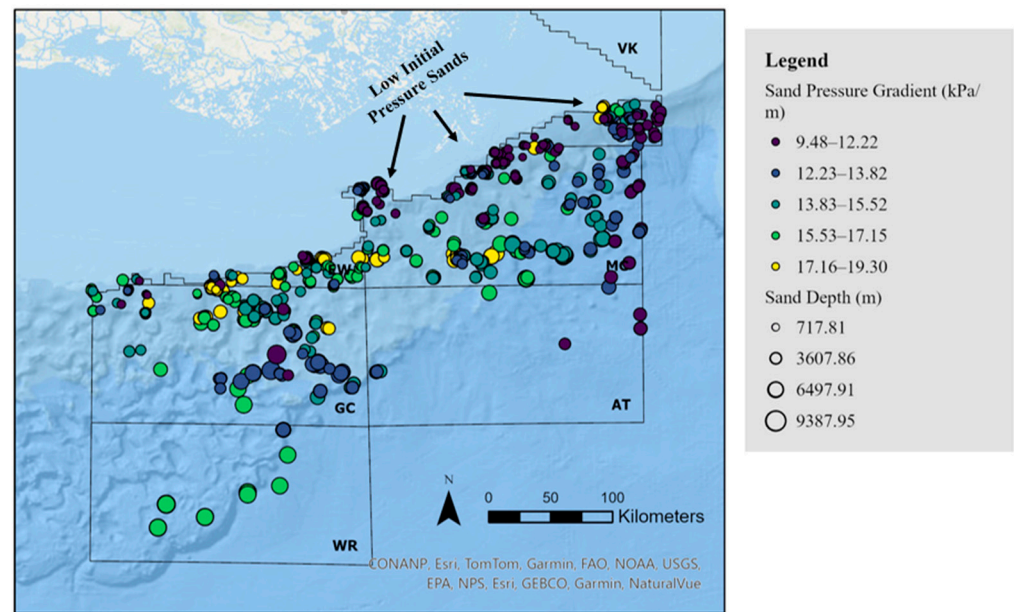 VK
Low Initial
Pressure Sands
EW
MC
GC
AT
WR
N
0 50 100
Kilometers
CONANP, Esri, TomTom, Garmin, FAO, NOAA, USGS,
EPA, NPS, Esri, GEBCO, Garmin, NaturalVue
Legend
Sand Pressure Gradient (kPa/
m)
9.48–12.22
12.23–13.82
13.83–15.52
15.53–17.15
17.16–19.30
Sand Depth (m)
717.81
3607.86
6497.91
9387.95